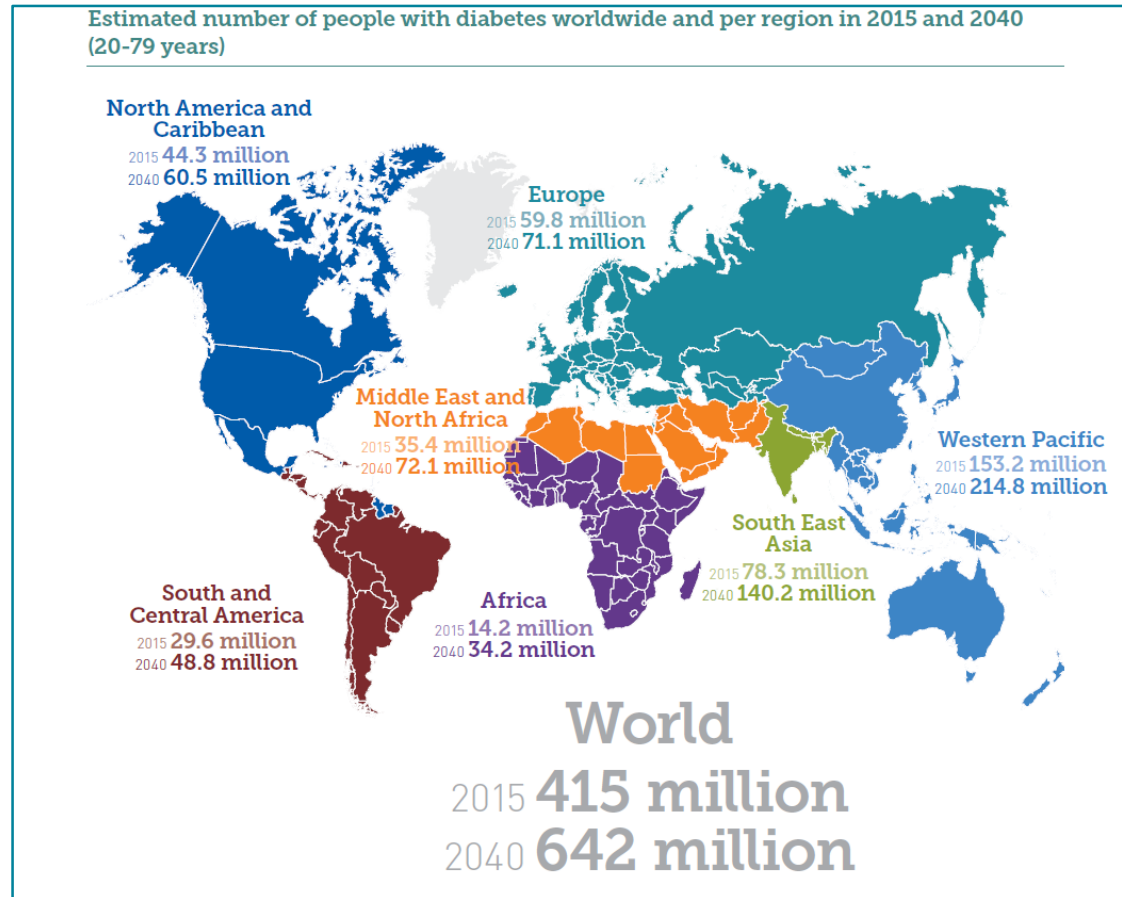 Estimated number of people with diabetes worldwide and per region in 2015 and 2040
(20-79 years)
North America and
Caribbean
2015 44.3 million
2040 60.5 million
Europe
2015 59.8 million
2040 71.1 million
Middle East and
North Africa
2015 35.4 million
2040 72.1 million
Western Pacific
2015 153.2 million
2040 214.8 million
South East
Asia
2015 78.3 million
2040 140.2 million
South and
Central America
2015 29.6 million
2040 48.8 million
Africa
2015 14.2 million
2040 34.2 million
World
2015 415 million
2040 642 million